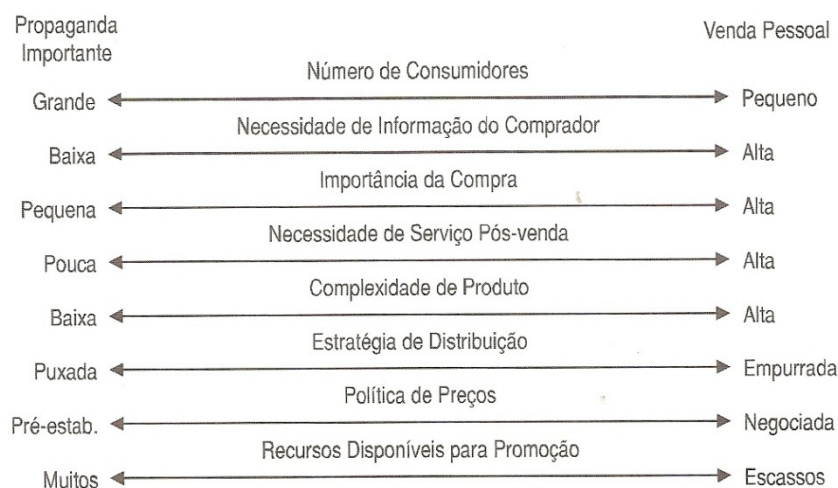 Propaganda
Importante
Venda Pessoal
Número de Consumidores
Grande Pequeno
Necessidade de Informação do Comprador
Baixa Alta
Importância da Compra
Pequena Alta
Necessidade de Serviço Pós-venda
Pouca Alta
Complexidade de Produto
Baixa Alta
Estratégia de Distribuição
Puxada Empurrada
Política de Preços
Pré-estab. Negociada
Recursos Disponíveis para Promoção
Muitos Escassos